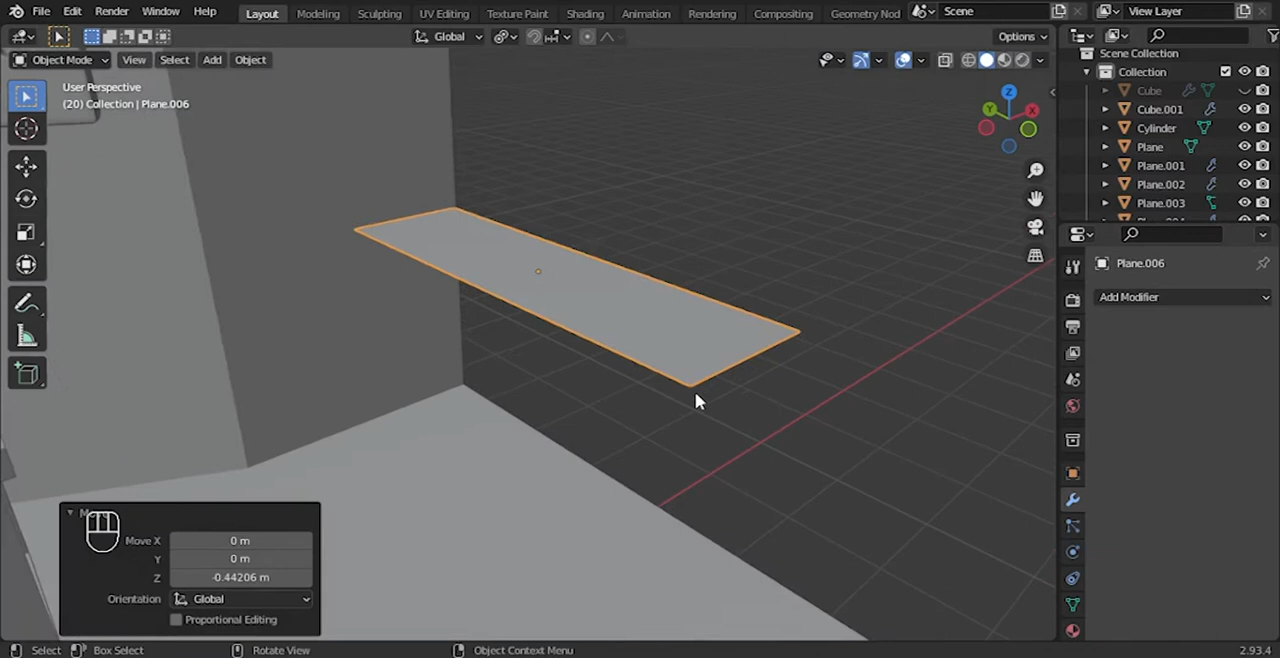 File Edit Render Window Help Layout Modeling Sculpting UV Editing Texture Paint Shading Animation Rendering Compositing Geometry Nod Scene View Layer
Global Options
Object Mode View Select Add Object
User Perspective
(20) Collection | Plane.006
Z
Y
X
Scene Collection
Collection
Cube
Cube.001
Cylinder
Plane
Plane.001
Plane.002
Plane.003
Plane.006
Add Modifier
Move X 0 m
Y 0 m
Z -0.44206 m
Orientation Global
Proportional Editing
Select Box Select Rotate View Object Context Menu 2.93.4